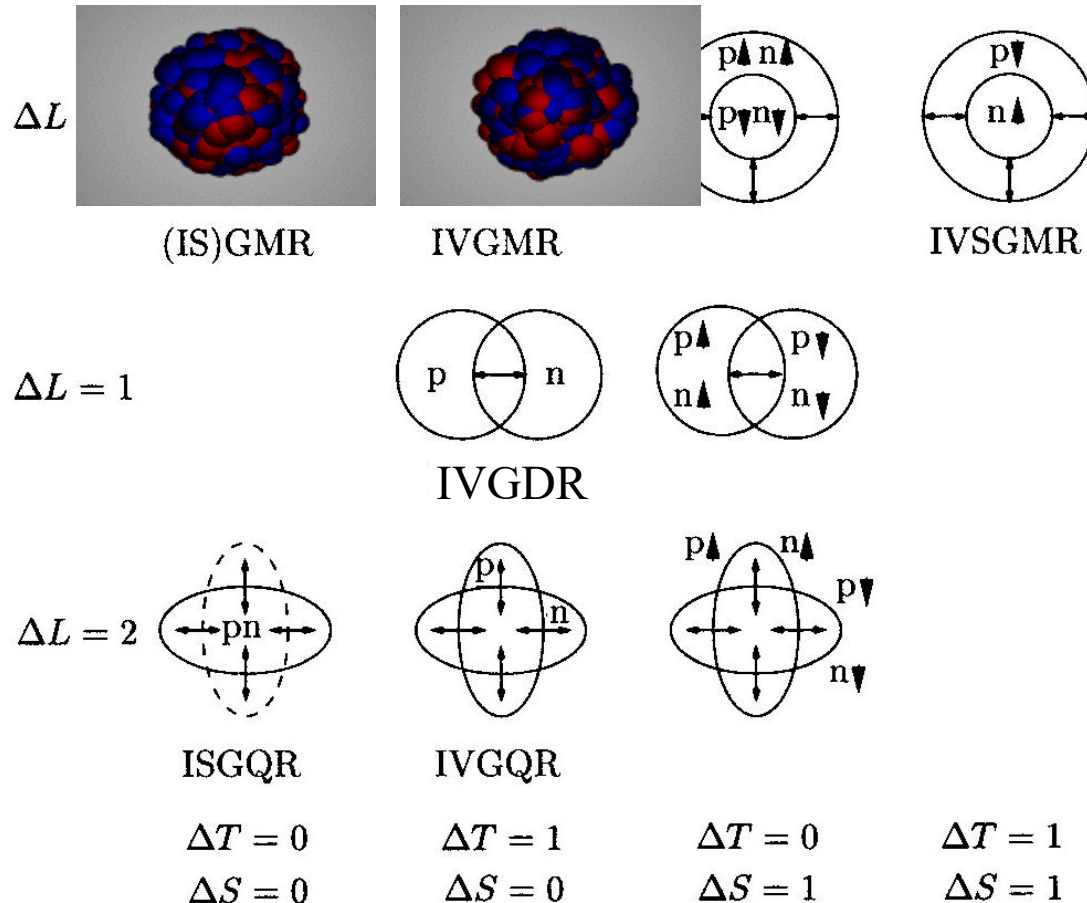 ΔL
p n
p n
p
n
(IS)GMR IVGMR IVSGMR
ΔL = 1
p n
p p
n n
IVGDR
ΔL = 2
pn
p
n
p n
p
n
ISGQR IVGQR
ΔT = 0 ΔT = 1 ΔT = 0 ΔT = 1
ΔS = 0 ΔS = 0 ΔS = 1 ΔS = 1